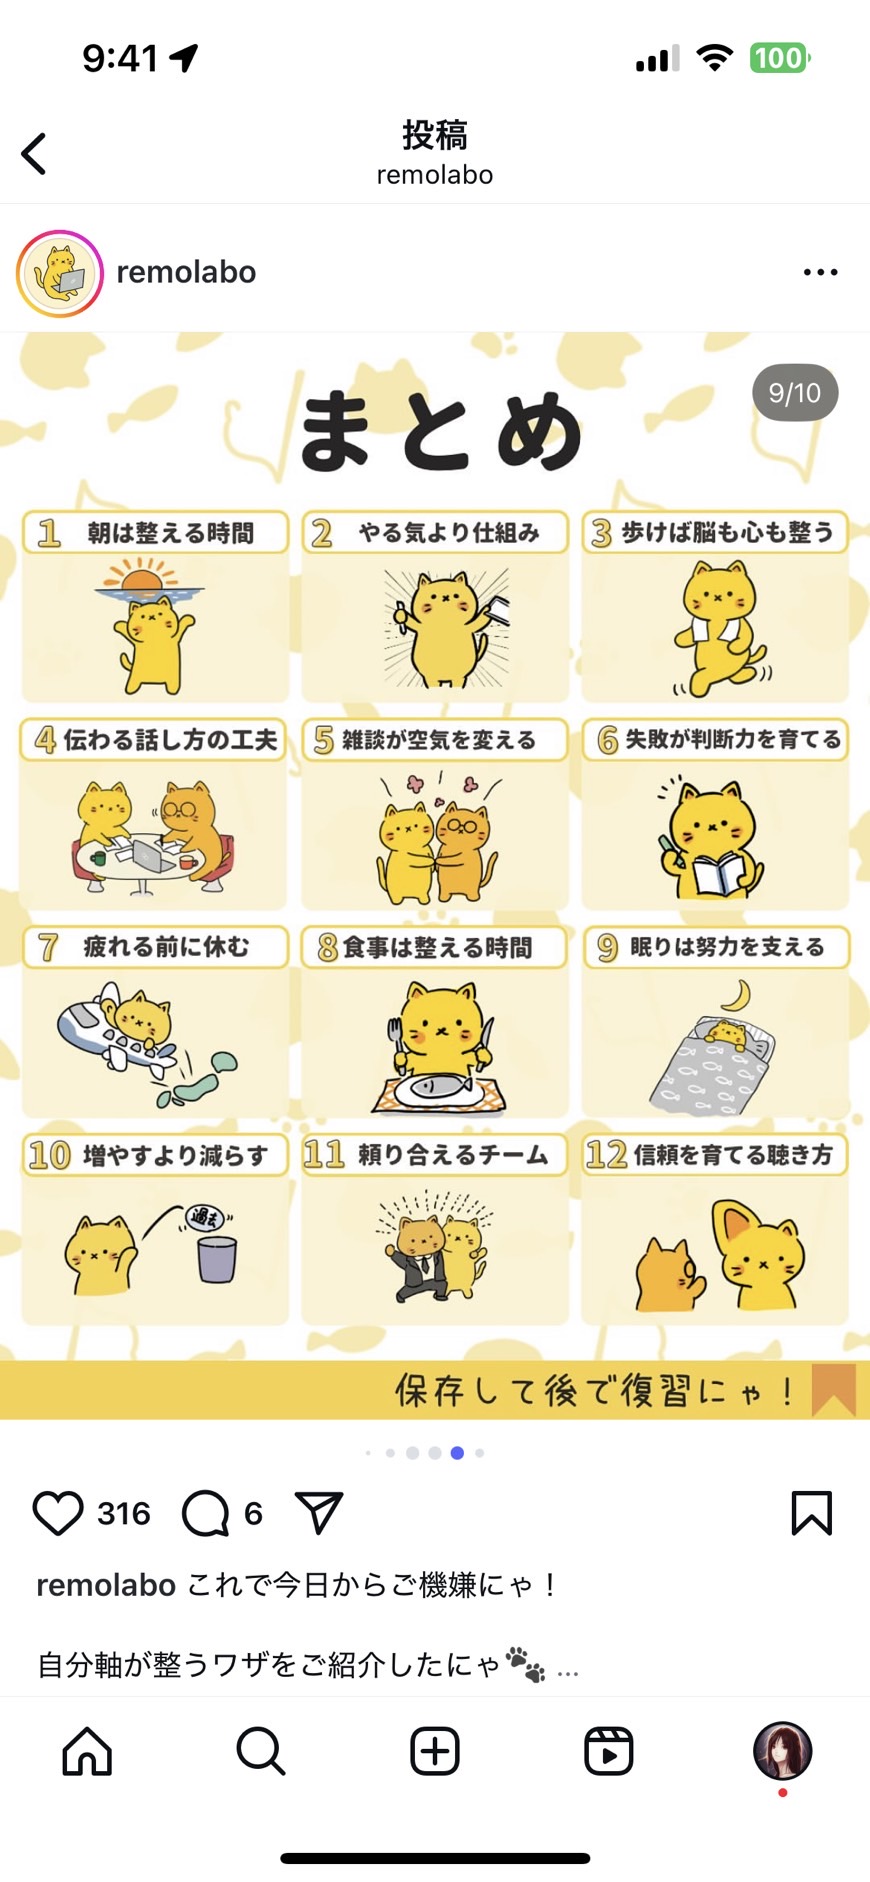 9:41
100
投稿
remolabo
remolabo
まとめ
9/10
1 朝は整える時間
2 やる気より仕組み
3 歩けば脳も心も整う
4 伝わる話し方の工夫
5 雑談が空気を変える
6 失敗が判断力を育てる
7 疲れる前に休む
8 食事は整える時間
9 眠りは努力を支える
10 増やすより減らす
過去
11 頼り合えるチーム
12 信頼を育てる聴き方
保存して後で復習にゃ！
316
6
remolabo これで今日からご機嫌にゃ！
自分軸が整うワザをご紹介したにゃ🐾 ...